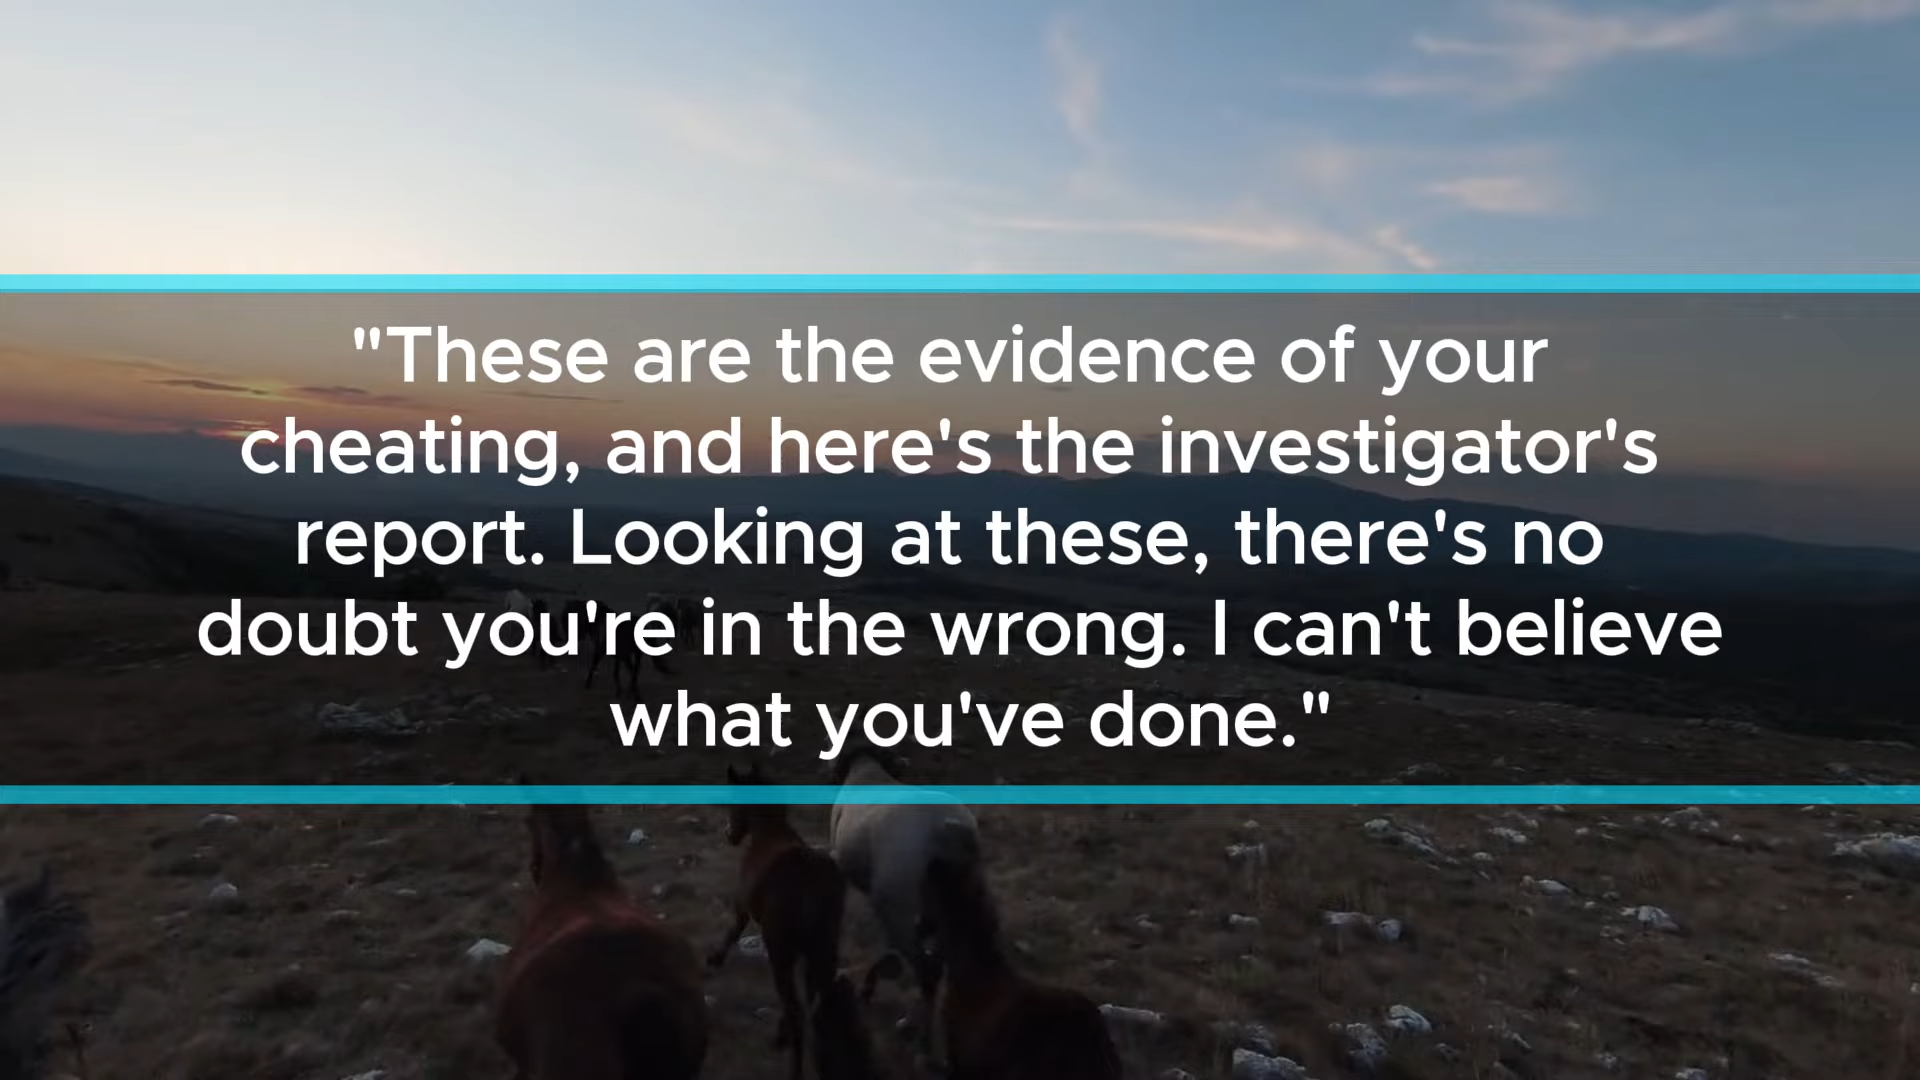 "These are the evidence of your
cheating, and here's the investigator's
report. Looking at these, there's no
doubt you're in the wrong. I can't believe
what you've done."